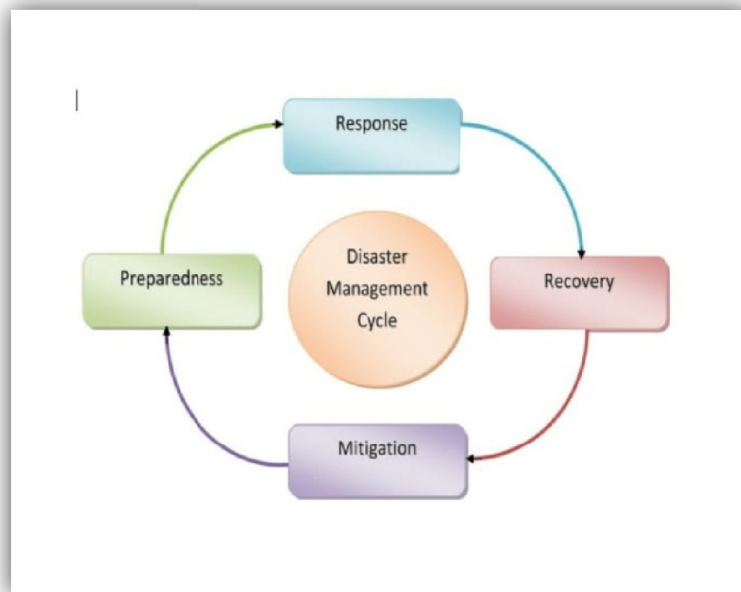 Response
Preparedness
Disaster
Management
Cycle
Recovery
Mitigation